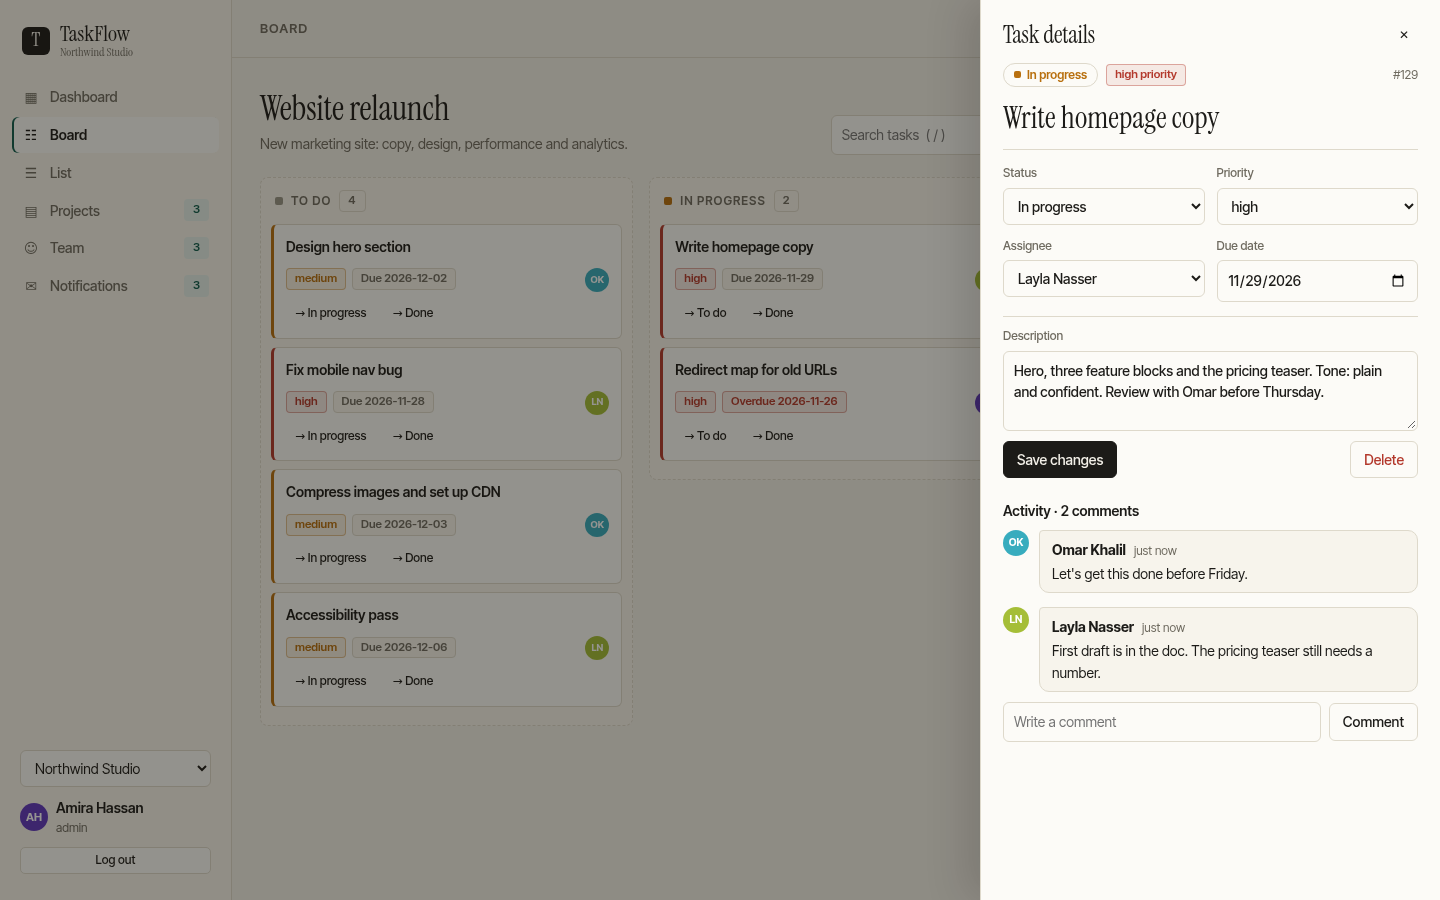 T
TaskFlow
Northwind Studio
Dashboard
Board
List
Projects 3
Team 3
Notifications 3
Northwind Studio
AH
Amira Hassan
admin
Log out
BOARD
Website relaunch
New marketing site: copy, design, performance and analytics.
Search tasks ( / )
TO DO 4
Design hero section
medium Due 2026-12-02 OK
→ In progress → Done
Fix mobile nav bug
high Due 2026-11-28 LN
→ In progress → Done
Compress images and set up CDN
medium Due 2026-12-03 OK
→ In progress → Done
Accessibility pass
medium Due 2026-12-06 LN
→ In progress → Done
IN PROGRESS 2
Write homepage copy
high Due 2026-11-29
→ To do → Done
Redirect map for old URLs
high Overdue 2026-11-26
→ To do → Done
Task details ×
In progress high priority #129
Write homepage copy
Status Priority
In progress high
Assignee Due date
Layla Nasser 11/29/2026
Description
Hero, three feature blocks and the pricing teaser. Tone: plain
and confident. Review with Omar before Thursday.
Save changes Delete
Activity · 2 comments
OK Omar Khalil just now
Let's get this done before Friday.
LN Layla Nasser just now
First draft is in the doc. The pricing teaser still needs a
number.
Write a comment Comment